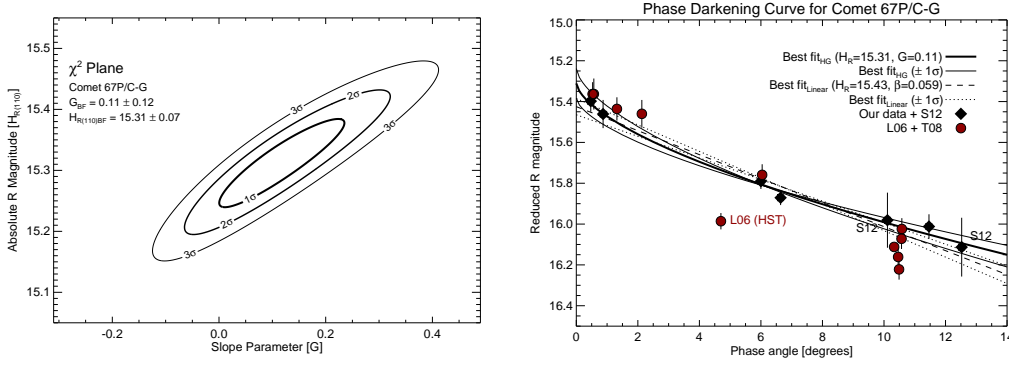 χ² Plane
Comet 67P/C-G
G_BF = 0.11 ± 0.12
H_R(110)BF = 15.31 ± 0.07
3σ
2σ
3σ
1σ
2σ
3σ
15.5
15.4
15.3
15.2
15.1
Absolute R Magnitude [H_R(110)]
-0.2
0.0
0.2
0.4
Slope Parameter [G]
Phase Darkening Curve for Comet 67P/C-G
Best fit_HG (H_R=15.31, G=0.11)
Best fit_HG (± 1σ)
Best fit_Linear (H_R=15.43, β=0.059)
Best fit_Linear (± 1σ)
Our data + S12
L06 + T08
L06 (HST)
S12
S12
15.0
15.2
15.4
15.6
15.8
16.0
16.2
16.4
Reduced R magnitude
0
2
4
6
8
10
12
14
Phase angle [degrees]